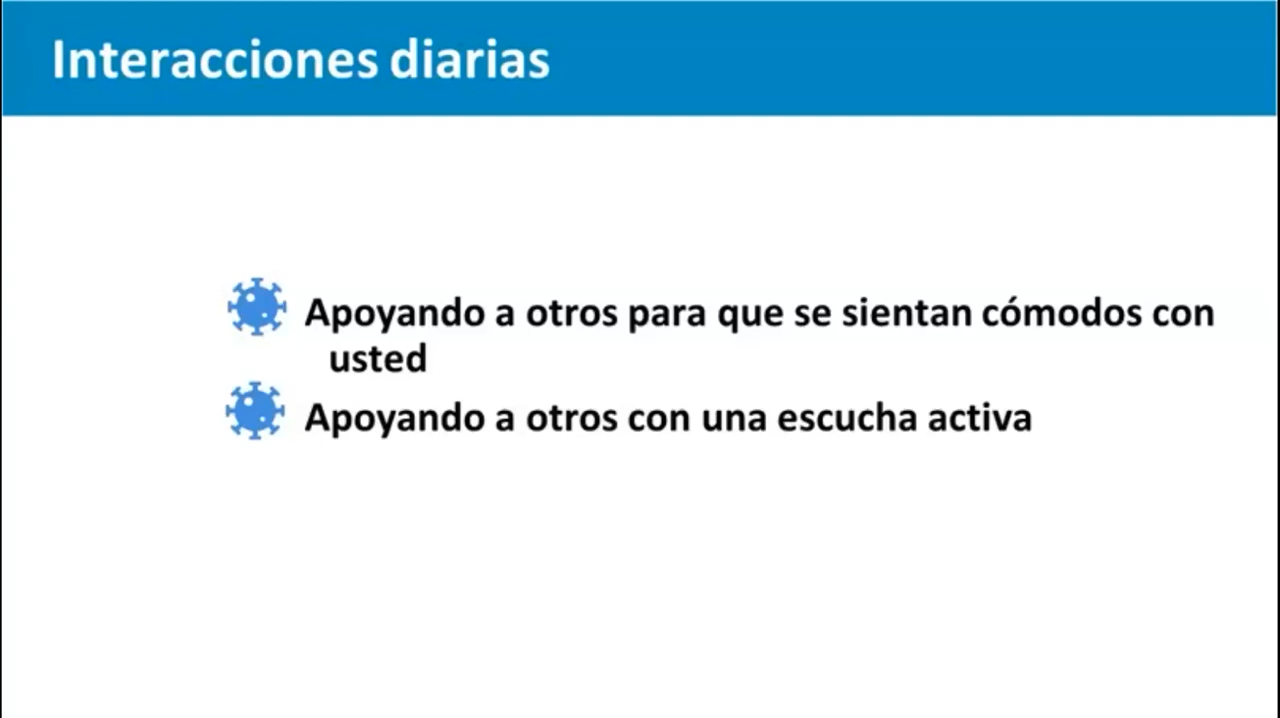 Interacciones diarias
Apoyando a otros para que se sientan cómodos con
usted
Apoyando a otros con una escucha activa